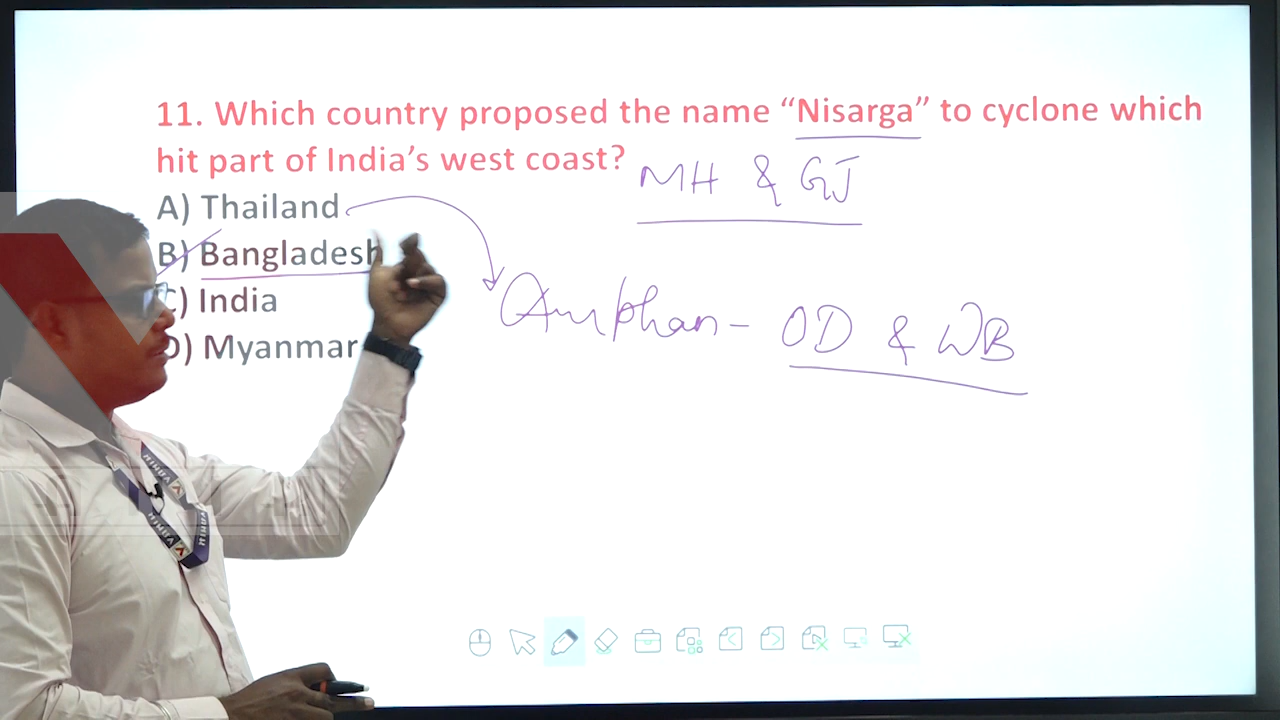 11. Which country proposed the name “Nisarga” to cyclone which
hit part of India’s west coast?
MH & GJ
A) Thailand
B) Bangladesh
C) India
D) Myanmar
Amphan - OD & WB